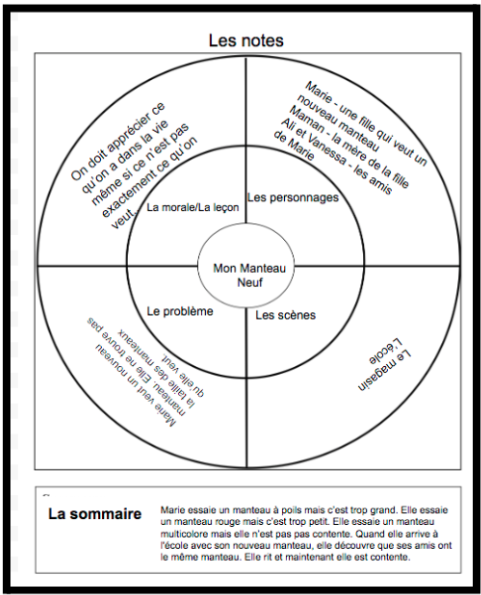 Les notes
On doit apprécier ce
qu'on a dans la vie
même si ce n'est pas
exactement ce qu'on
veut.
Marie - une fille qui veut un
nouveau manteau
Maman - la mère de la fille
Ali et Vanessa - les amis
de Marie
La morale/La leçon
Les personnages
Mon Manteau
Neuf
Le problème
Les scènes
Marie veut un nouveau
manteau. Elle ne trouve pas
la taille des manteaux
qu'elle veut.
Le magasin
L'école
La sommaire
Marie essaie un manteau à poils mais c'est trop grand. Elle essaie
un manteau rouge mais c'est trop petit. Elle essaie un manteau
multicolore mais elle n'est pas pas contente. Quand elle arrive à
l'école avec son nouveau manteau, elle découvre que ses amis ont
le même manteau. Elle rit et maintenant elle est contente.